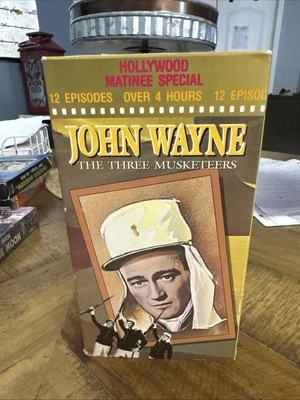 HOLLYWOOD
MATINEE SPECIAL
12 EPISODES OVER 4 HOURS 12 EPISOD
JOHN WAYNE
THE THREE MUSKETEERS